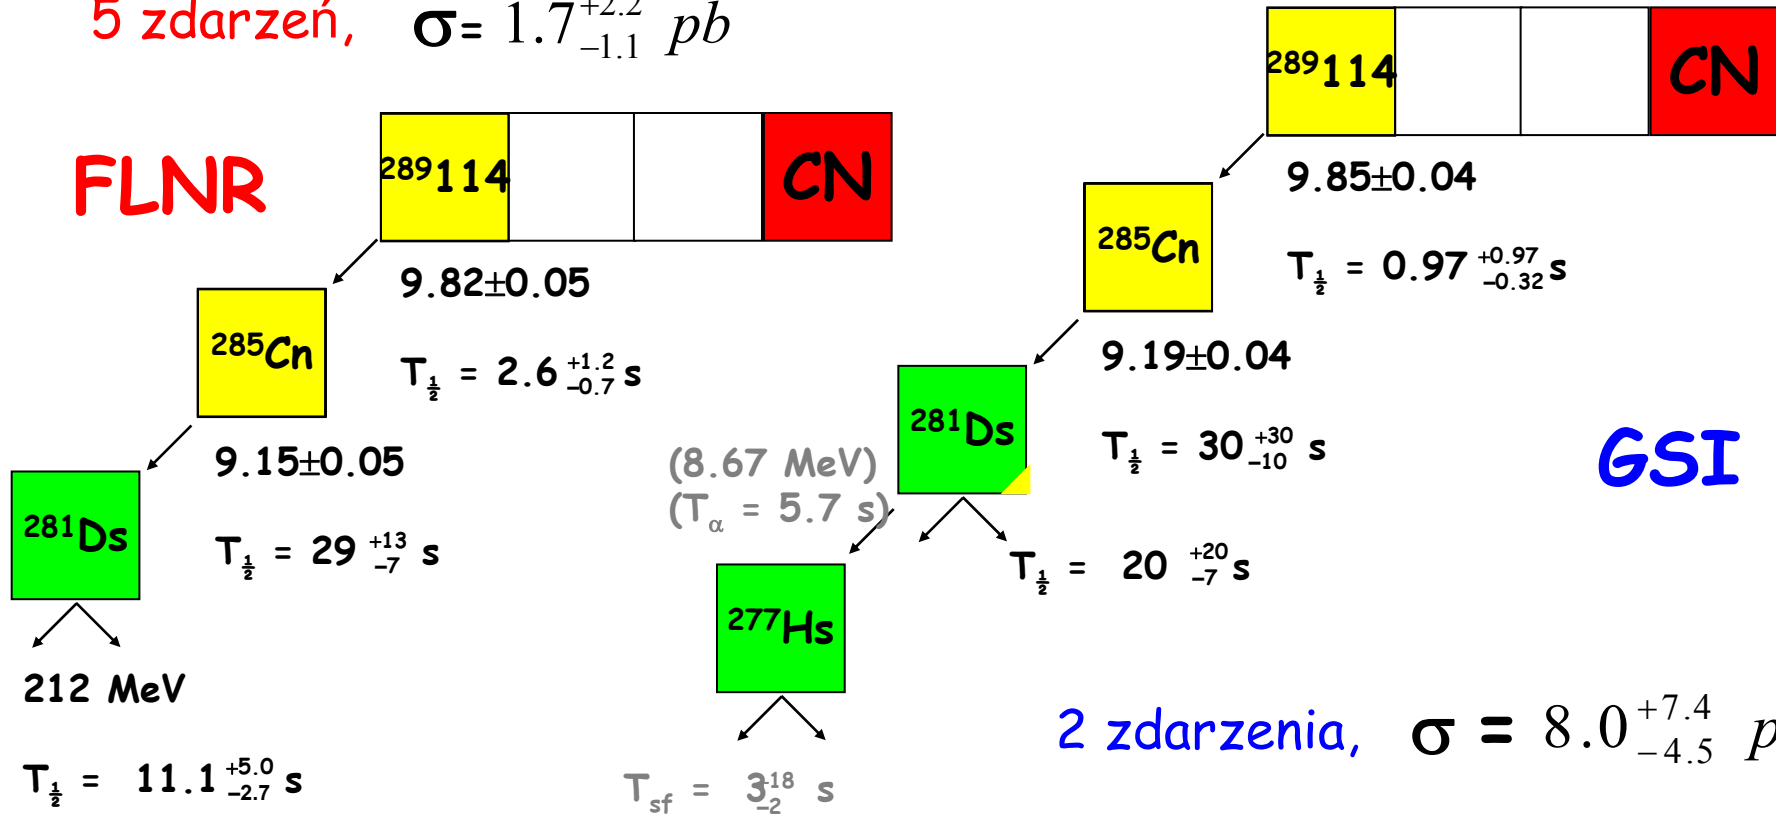 5 zdarzeń, σ= 1.7 +2.2 −1.1 pb
FLNR
289114 CN
9.82±0.05
T½ = 2.6 +1.2 −0.7 s
285Cn
9.15±0.05
T½ = 29 +13 −7 s
281Ds
212 MeV
T½ = 11.1 +5.0 −2.7 s
289114 CN
9.85±0.04
T½ = 0.97 +0.97 −0.32 s
285Cn
9.19±0.04
T½ = 30 +30 −10 s
281Ds
(8.67 MeV)
(Tα = 5.7 s)
T½ = 20 +20 −7 s
277Hs
Tsf = 3 +18 −2 s
GSI
2 zdarzenia, σ = 8.0 +7.4 −4.5 p